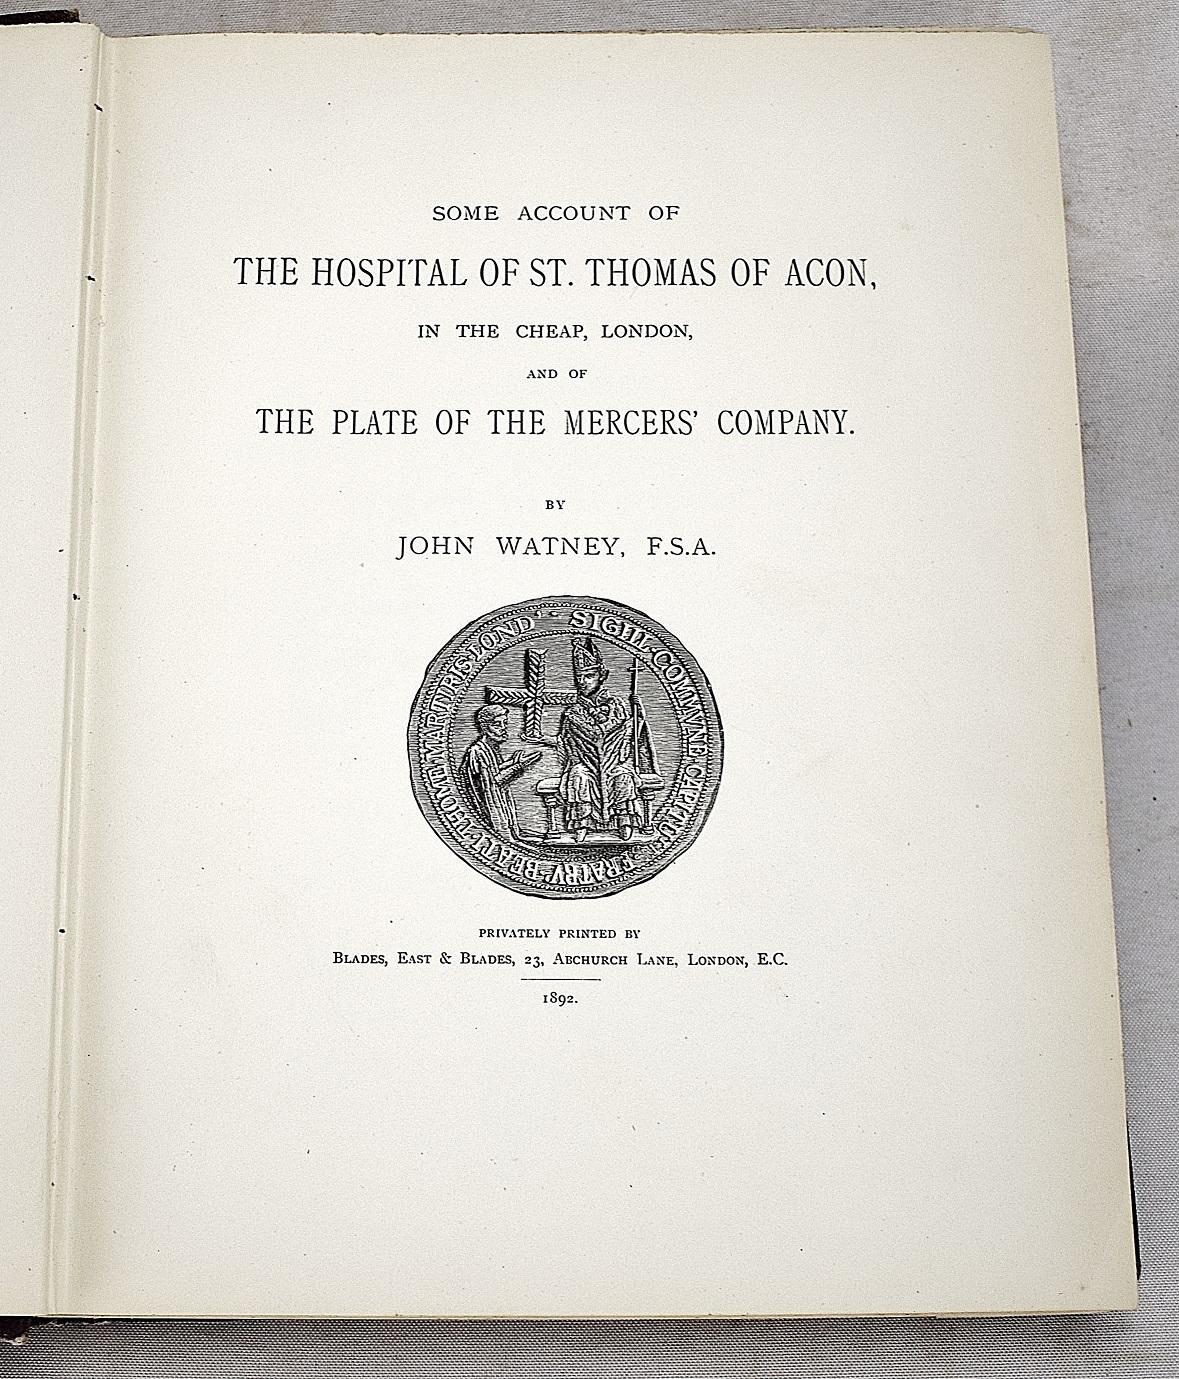 SOME ACCOUNT OF
THE HOSPITAL OF ST. THOMAS OF ACON,
IN THE CHEAP, LONDON,
AND OF
THE PLATE OF THE MERCERS' COMPANY.
BY
JOHN WATNEY, F.S.A.
SIGILL COMMVNE CAPITVLI FRATRV BEATI THOME MARTIRIS LOND'
PRIVATELY PRINTED BY
BLADES, EAST & BLADES, 23, ABCHURCH LANE, LONDON, E.C.
1892.